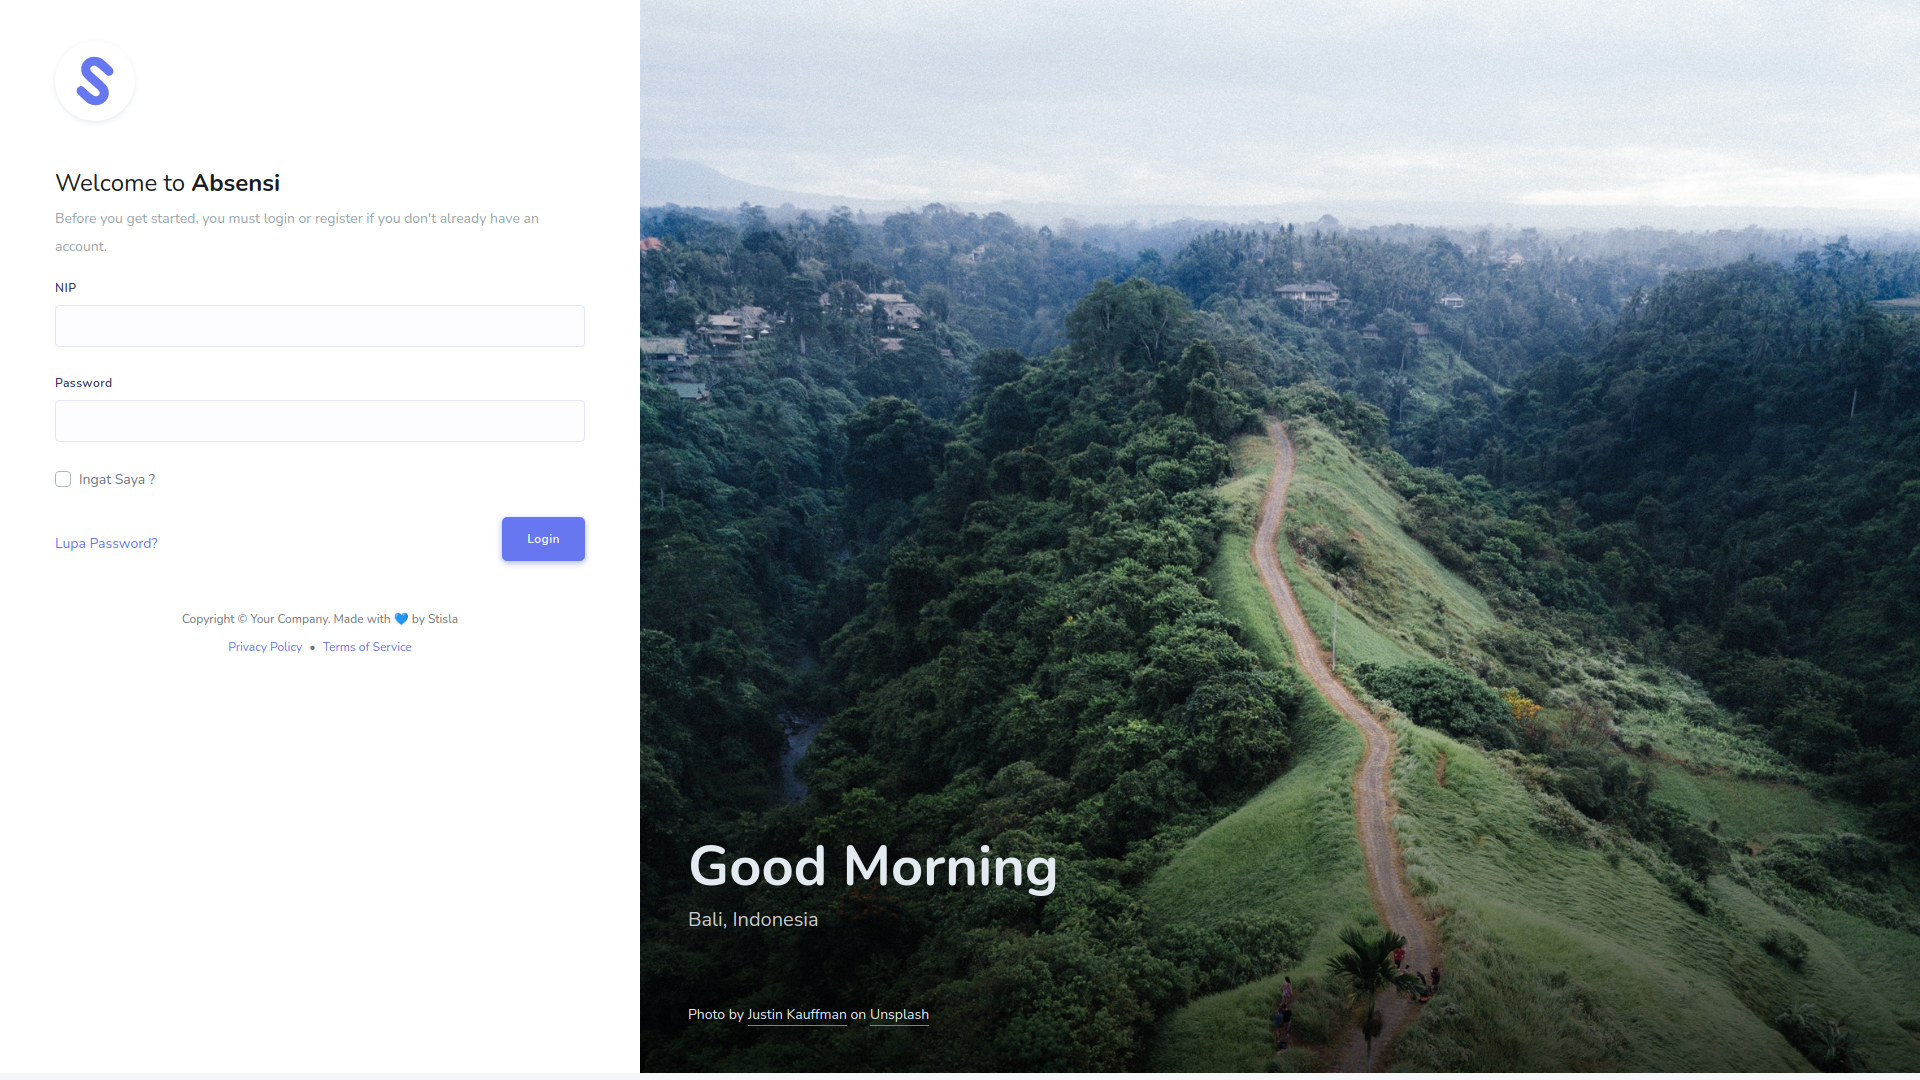 Welcome to Absensi
Before you get started, you must login or register if you don't already have an
account.
NIP
Password
Ingat Saya ?
Lupa Password?
Login
Copyright © Your Company. Made with 💙 by Stisla
Privacy Policy • Terms of Service
Good Morning
Bali, Indonesia
Photo by Justin Kauffman on Unsplash